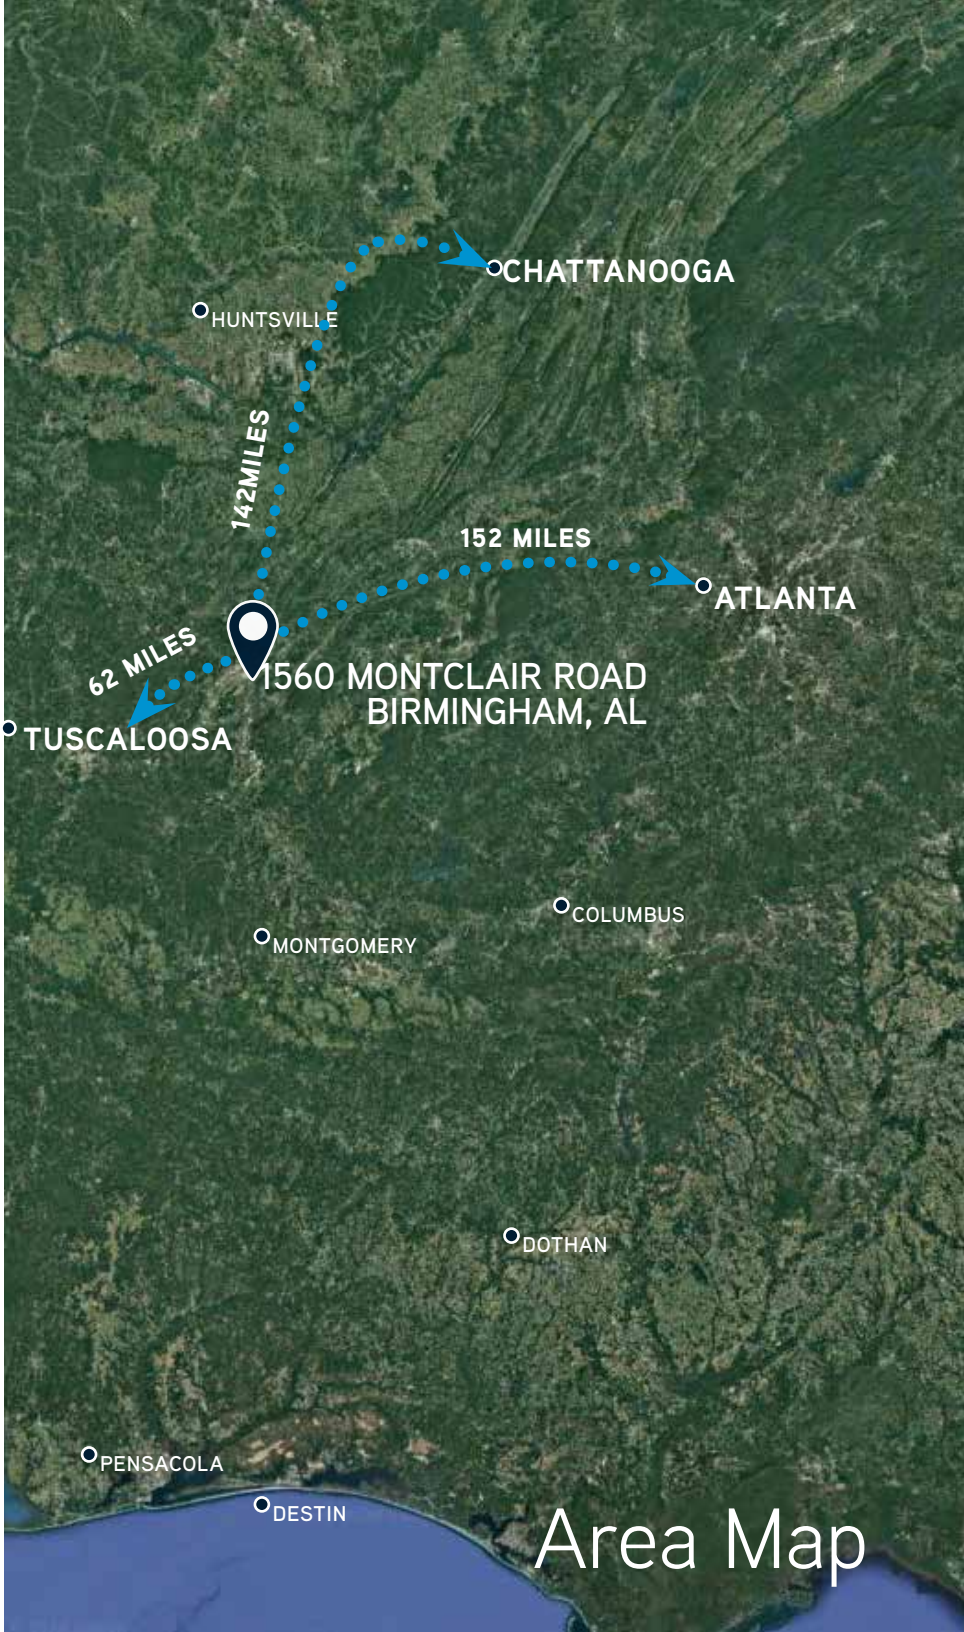 CHATTANOOGA
HUNTSVILLE
142MILES
152 MILES
ATLANTA
62 MILES
1560 MONTCLAIR ROAD
BIRMINGHAM, AL
TUSCALOOSA
COLUMBUS
MONTGOMERY
DOTHAN
PENSACOLA
DESTIN
Area Map